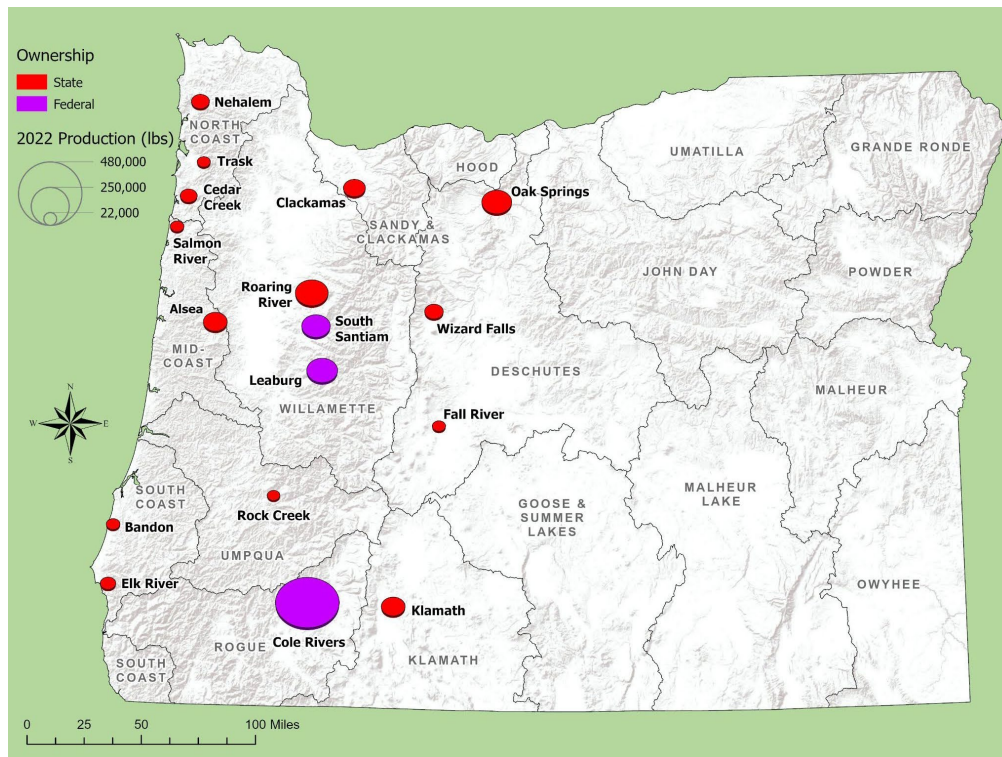 Ownership
State
Federal
2022 Production (lbs)
480,000
250,000
22,000
Nehalem
NORTH
COAST
Trask
Cedar
Creek
Salmon
River
Clackamas
HOOD
Oak Springs
SANDY &
CLACKAMAS
UMATILLA
GRANDE RONDE
JOHN DAY
POWDER
Roaring
River
Alsea
South
Santiam
Wizard Falls
MID-
COAST
Leaburg
DESCHUTES
MALHEUR
WILLAMETTE
Fall River
N
W
E
S
SOUTH
COAST
Rock Creek
Bandon
GOOSE &
SUMMER
LAKES
MALHEUR
LAKE
UMPQUA
Elk River
OWYHEE
Cole Rivers
Klamath
ROGUE
KLAMATH
SOUTH
COAST
0
25
50
100 Miles